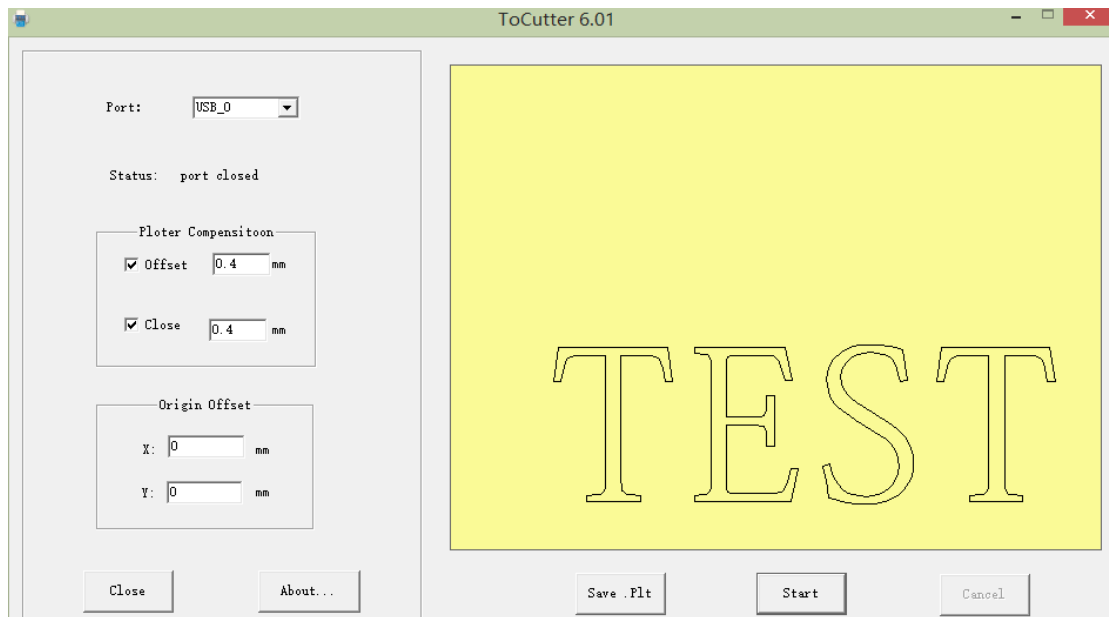 ToCutter 6.01
Port: USB_0
Status: port closed
Ploter Compensitoon
Offset 0.4 mm
Close 0.4 mm
Origin Offset
X: 0 mm
Y: 0 mm
Close About...
TEST
Save .Plt Start Cancel